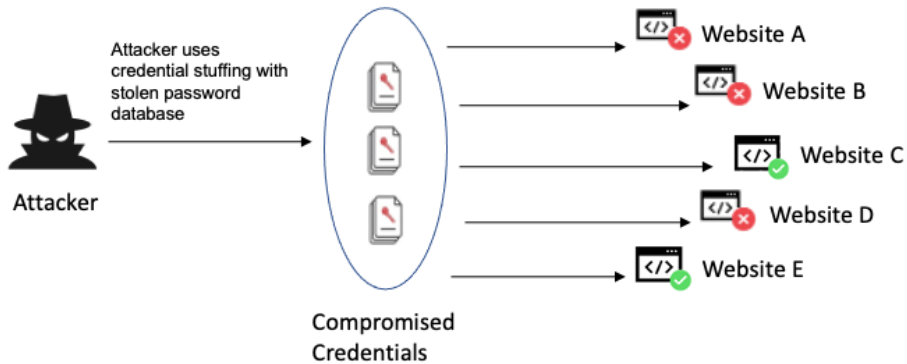 Attacker uses
credential stuffing with
stolen password
database
Attacker
Compromised
Credentials
</> Website A
</> Website B
</> Website C
</> Website D
</> Website E